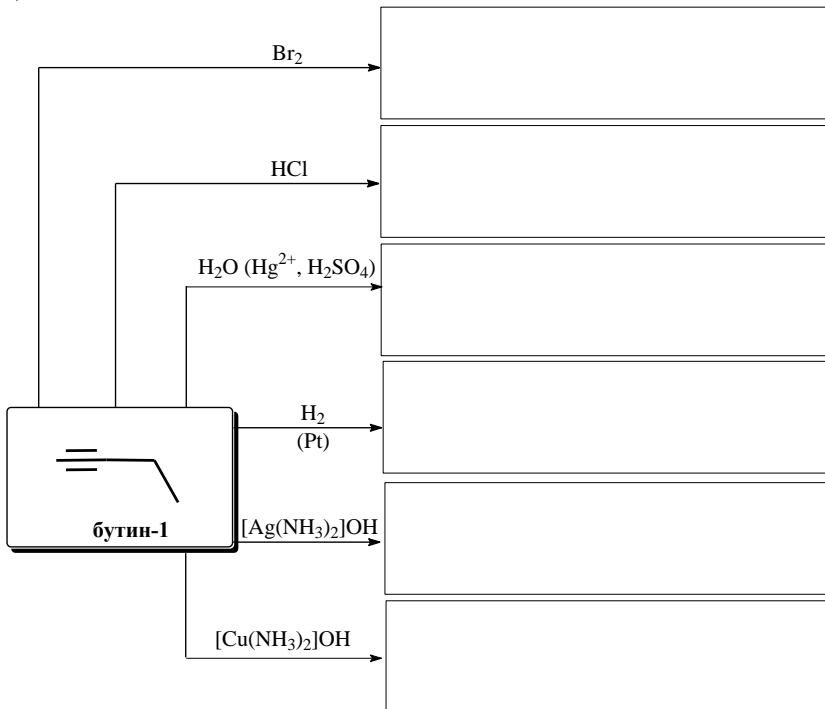 Br₂
HCl
H₂O (Hg²⁺, H₂SO₄)
H₂
(Pt)
бутин-1
[Ag(NH₃)₂]OH
[Cu(NH₃)₂]OH